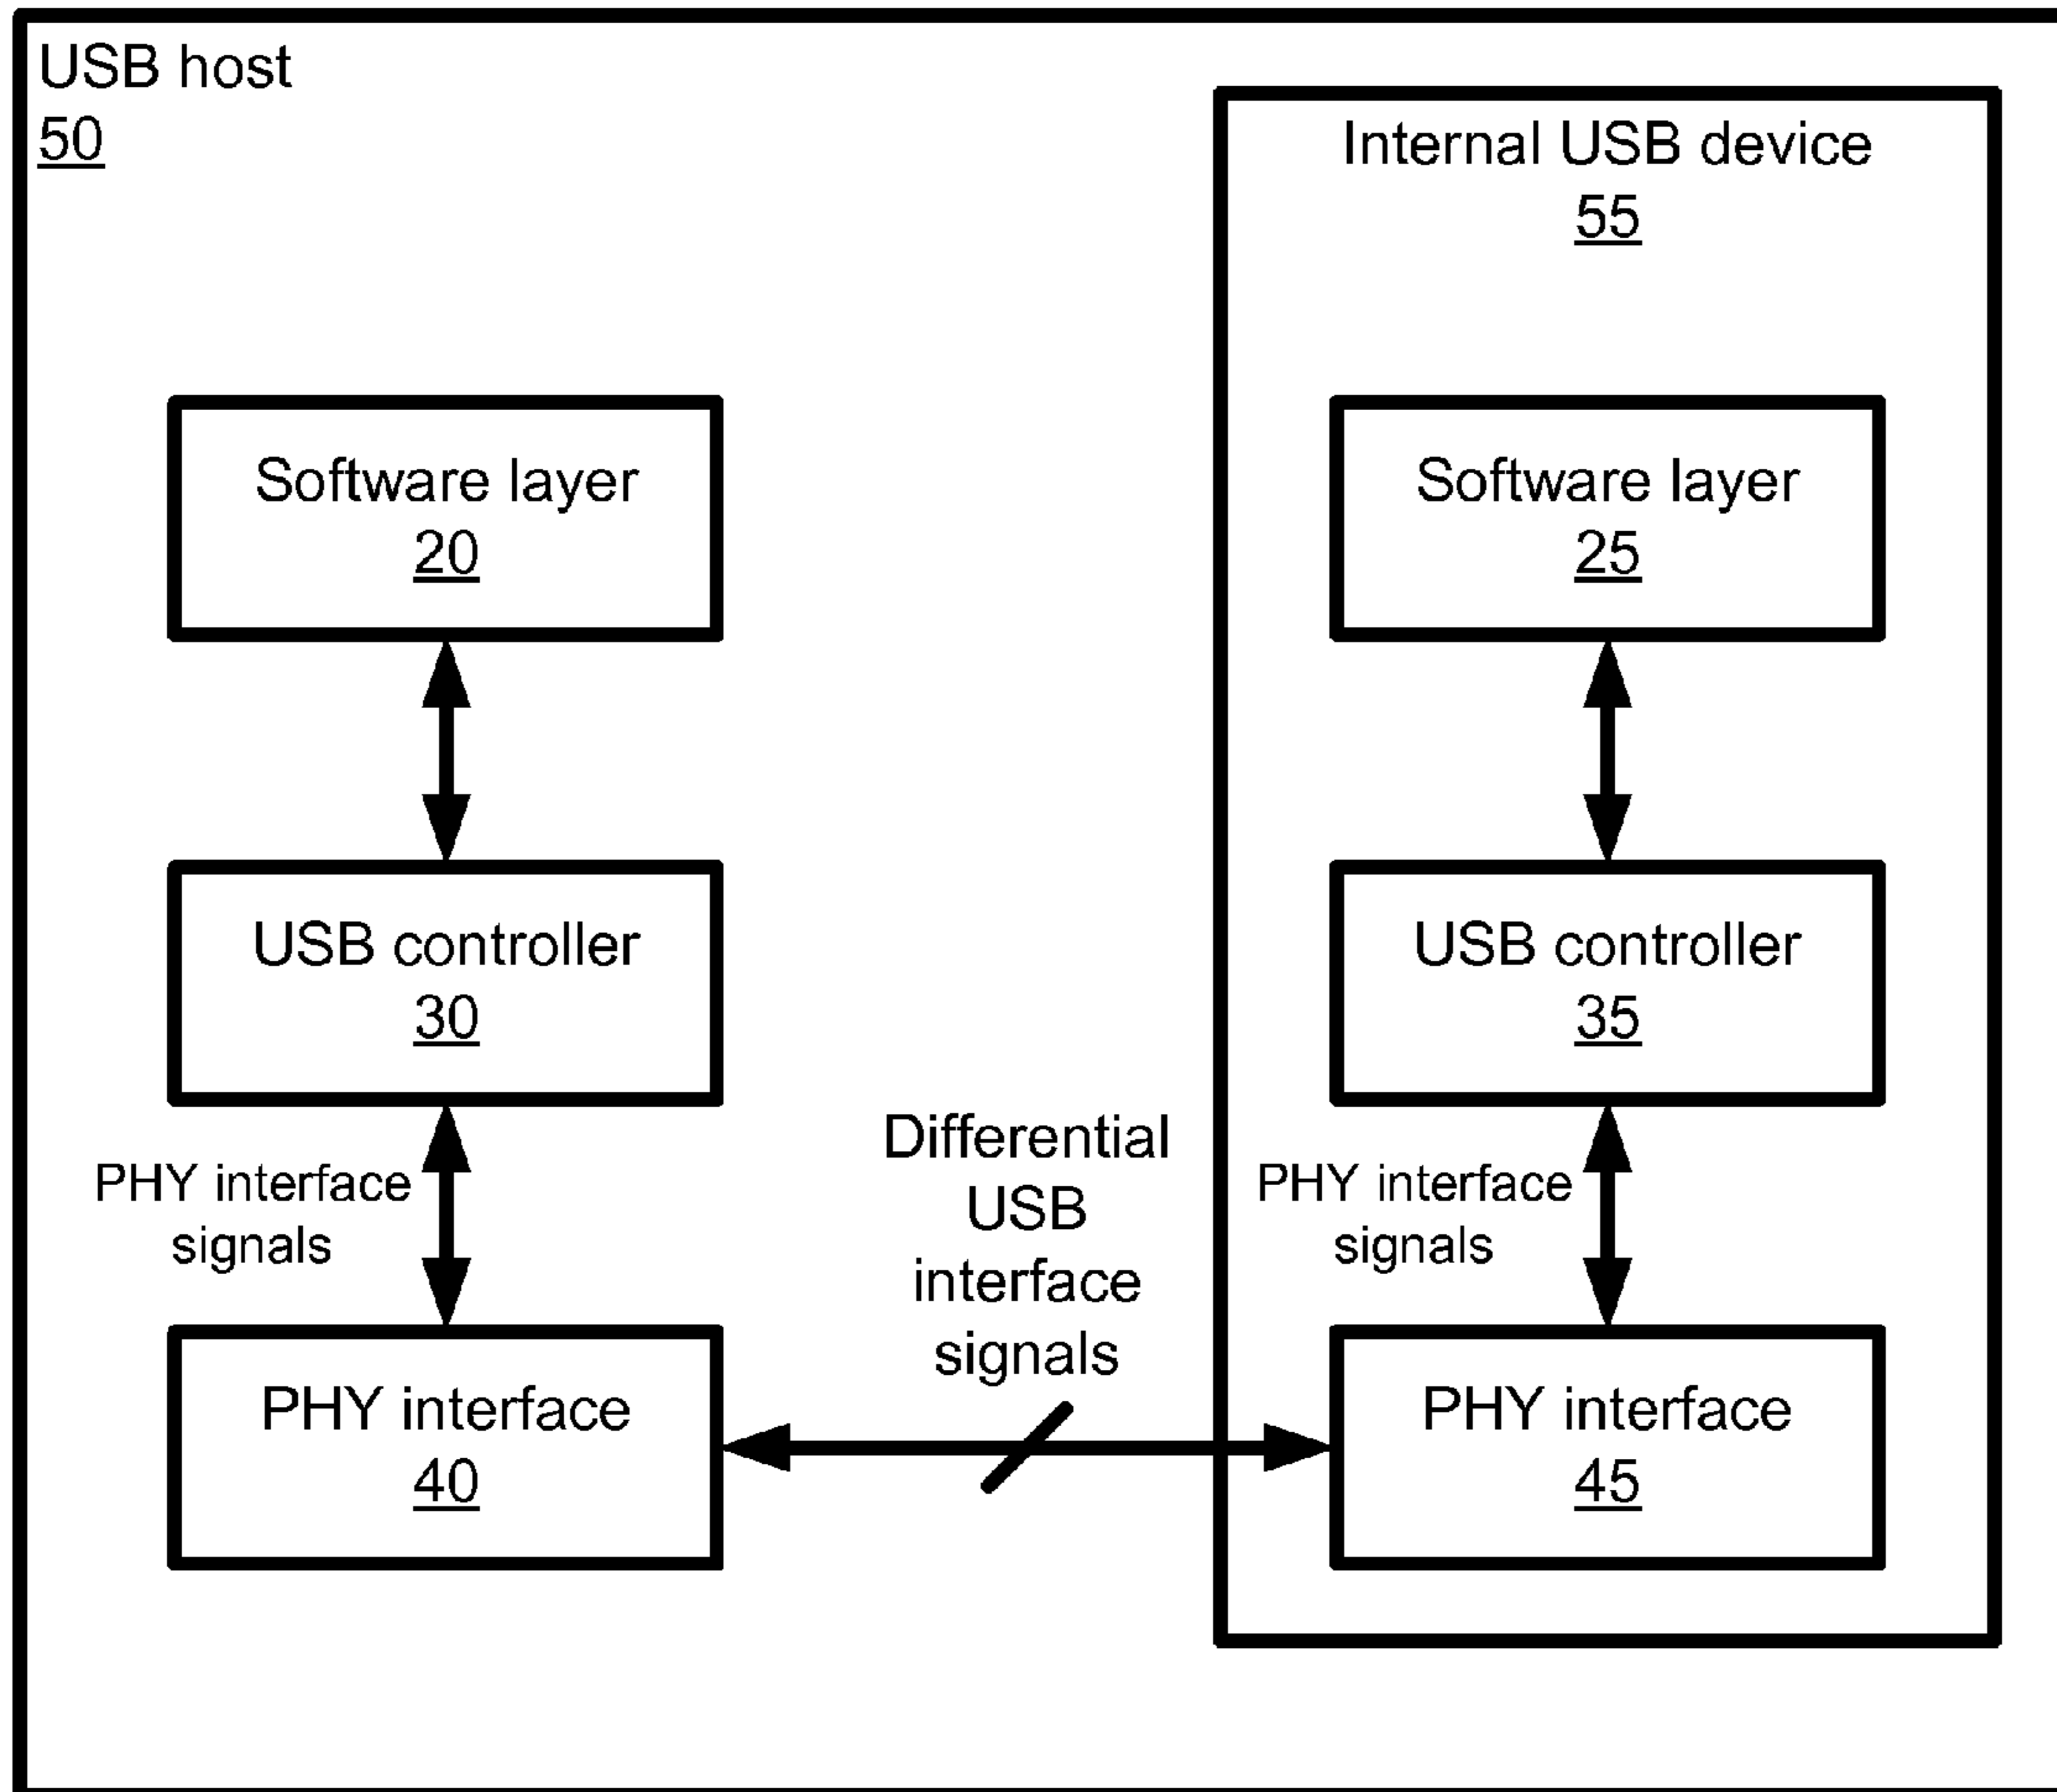 USB host
50
Internal USB device
55
Software layer
20
Software layer
25
USB controller
30
USB controller
35
PHY interface
signals
Differential
USB
interface
signals
PHY interface
signals
PHY interface
40
PHY interface
45